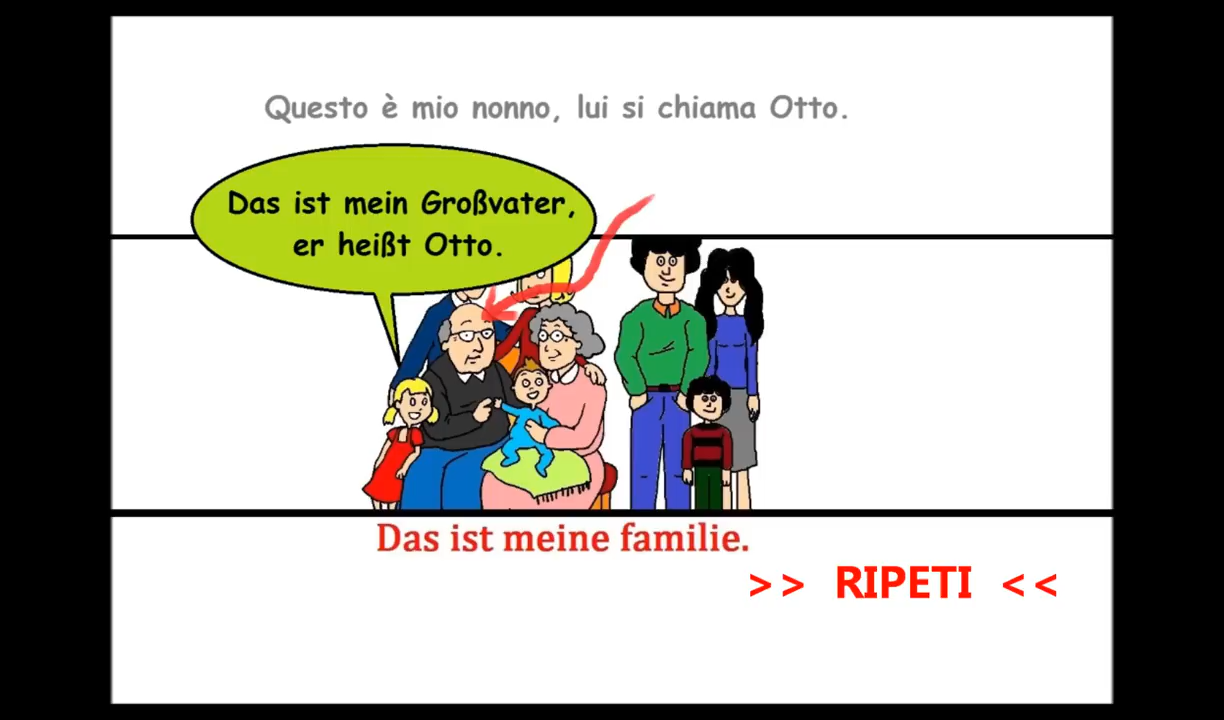 Questo è mio nonno, lui si chiama Otto.
Das ist mein Großvater,
er heißt Otto.
Das ist meine familie.
>> RIPETI <<